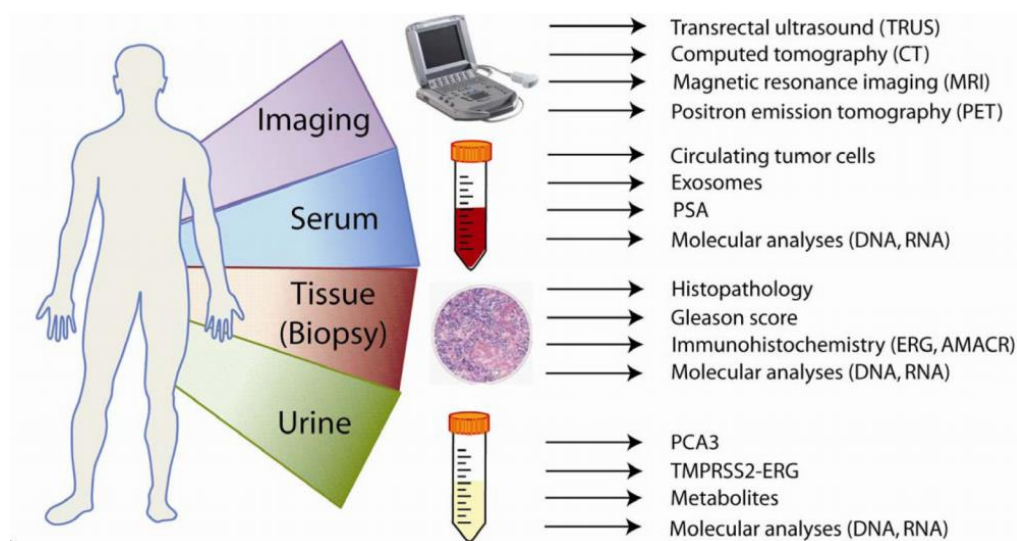 Imaging
Transrectal ultrasound (TRUS)
Computed tomography (CT)
Magnetic resonance imaging (MRI)
Positron emission tomography (PET)
Serum
Circulating tumor cells
Exosomes
PSA
Molecular analyses (DNA, RNA)
Tissue
(Biopsy)
Histopathology
Gleason score
Immunohistochemistry (ERG, AMACR)
Molecular analyses (DNA, RNA)
Urine
PCA3
TMPRSS2-ERG
Metabolites
Molecular analyses (DNA, RNA)